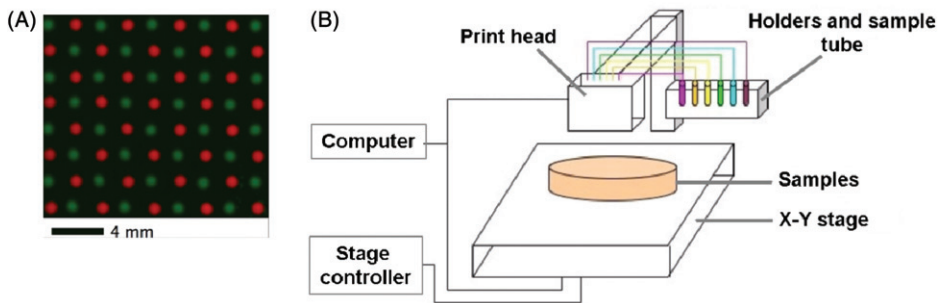 (A)
4 mm
(B)
Print head
Holders and sample
tube
Computer
Samples
X-Y stage
Stage
controller